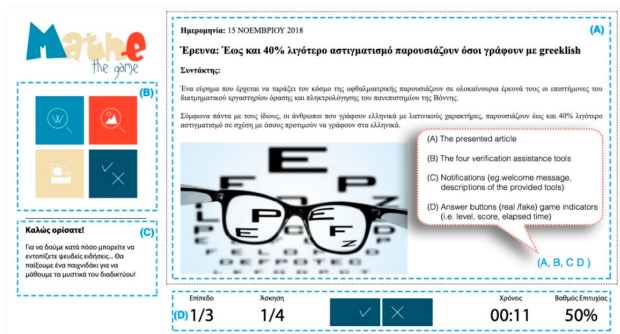 Mathe
the game
(B)
W
Καλώς ορίσατε!
(C)
Για να δούμε κατά πόσο μπορείτε να
εντοπίζετε ψευδείς ειδήσεις... Θα
παίξουμε ένα παιχνιδάκι για να
μάθουμε τα μυστικά του διαδικτύου!
Ημερομηνία: 15 ΝΟΕΜΒΡΙΟΥ 2018
(A)
Έρευνα: Έως και 40% λιγότερο αστιγματισμό παρουσιάζουν όσοι γράφουν με greeklish
Συντάκτης:
Ένα εύρημα που έρχεται να ταράξει τον κόσμο της οφθαλματρικής παρουσιάζουν σε ολοκαίνουρια έρευνά τους οι επιστήμονες του
διατμηματικού εργαστηρίου όρασης και πληκτρολόγησης του πανεπιστημίου της Βόννης.
Σύμφωνα πάντα με τους ίδιους, οι άνθρωποι που γράφουν ελληνικά με λατινικούς χαρακτήρες, παρουσιάζουν έως και 40% λιγότερο
αστιγματισμό σε σχέση με όσους προτιμούν να γράφουν στα ελληνικά.
(A) The presented article
(B) The four verification assistance tools
(C) Notifications (eg.welcome message,
descriptions of the provided tools)
(D) Answer buttons (real /fake) game indicators
(i.e. level, score, elapsed time)
(A, B, C D )
E
F P
(D)
Επίπεδο
Άσκηση
Χρόνος
Βαθμός Επιτυχίας
1/3
1/4
00:11
50%